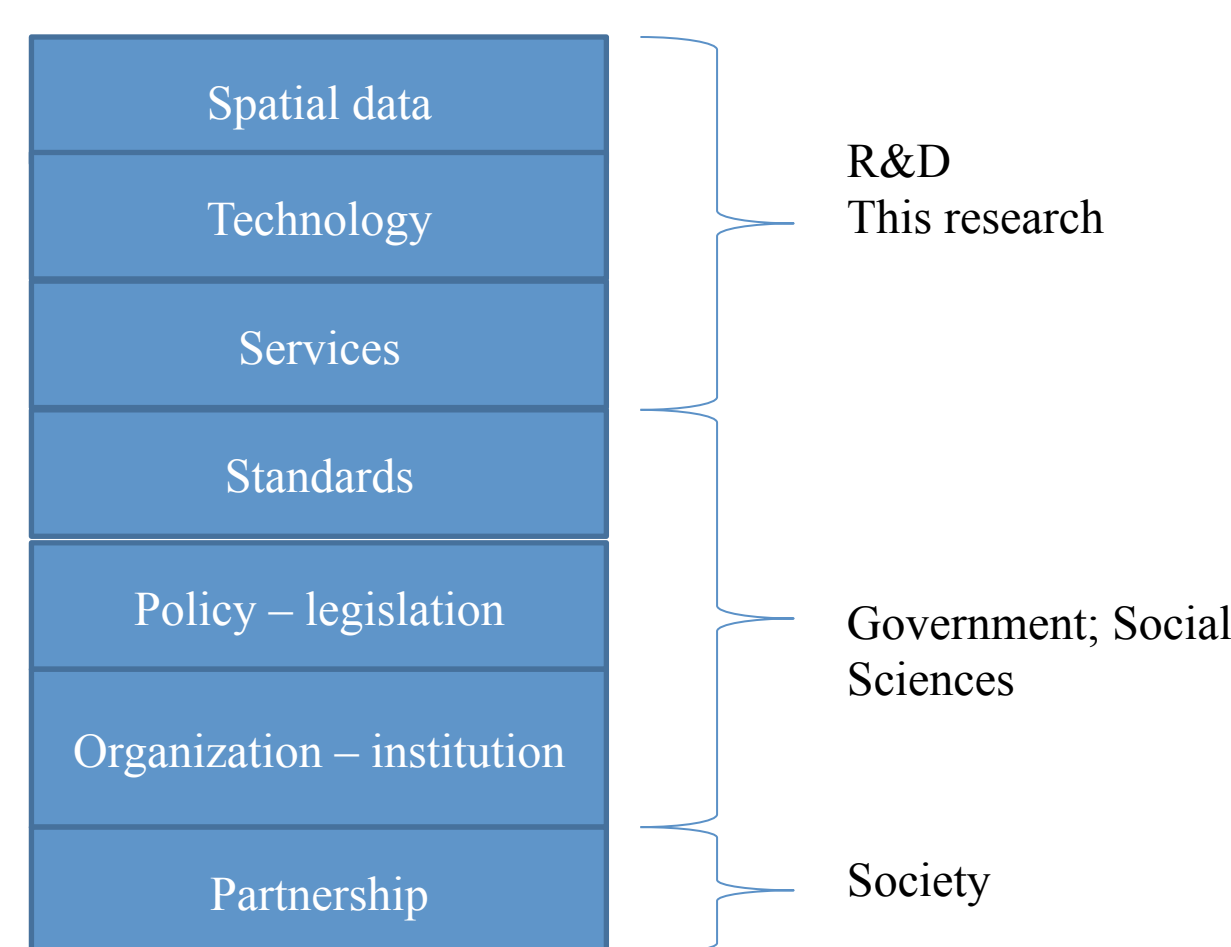 Spatial data
Technology
Services
Standards
Policy – legislation
Organization – institution
Partnership
R&D
This research
Government; Social
Sciences
Society